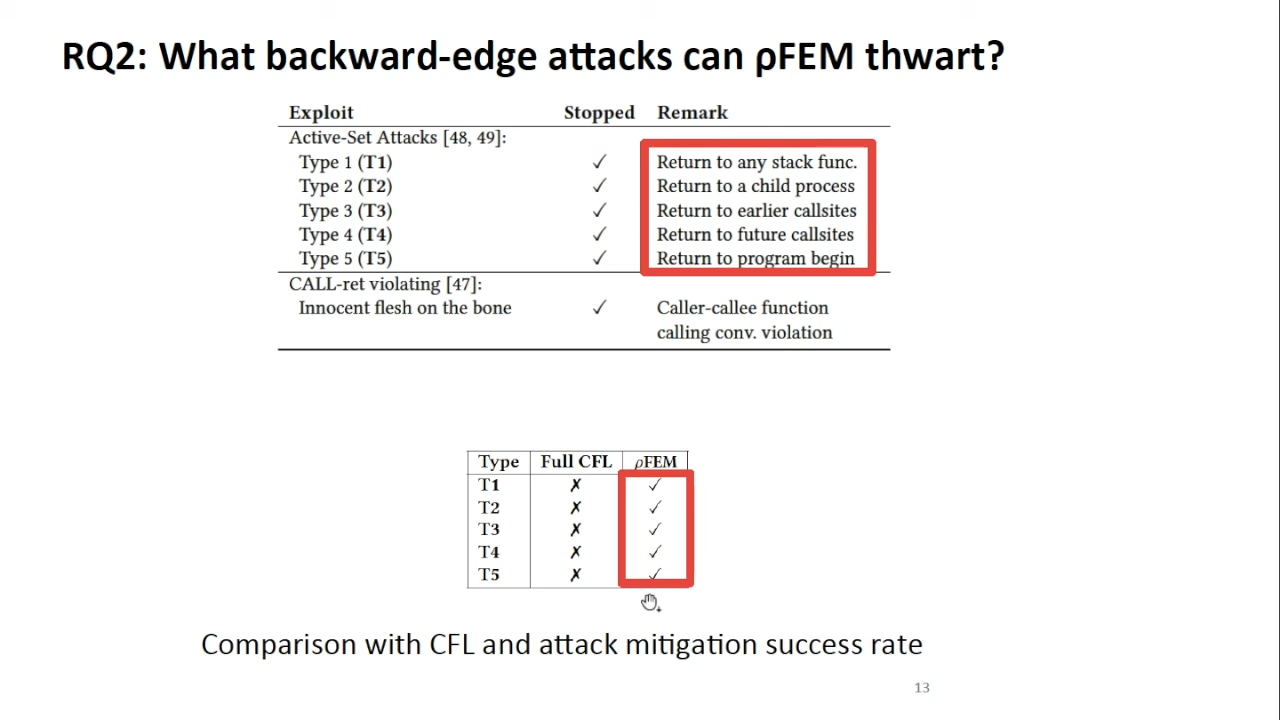 RQ2: What backward-edge attacks can ρFEM thwart?
Exploit Stopped Remark
Active-Set Attacks [48, 49]:
Type 1 (T1) ✓ Return to any stack func.
Type 2 (T2) ✓ Return to a child process
Type 3 (T3) ✓ Return to earlier callsites
Type 4 (T4) ✓ Return to future callsites
Type 5 (T5) ✓ Return to program begin
CALL-ret violating [47]:
Innocent flesh on the bone ✓ Caller-callee function
calling conv. violation
Type Full CFL ρFEM
T1 ✗ ✓
T2 ✗ ✓
T3 ✗ ✓
T4 ✗ ✓
T5 ✗ ✓
Comparison with CFL and attack mitigation success rate
13